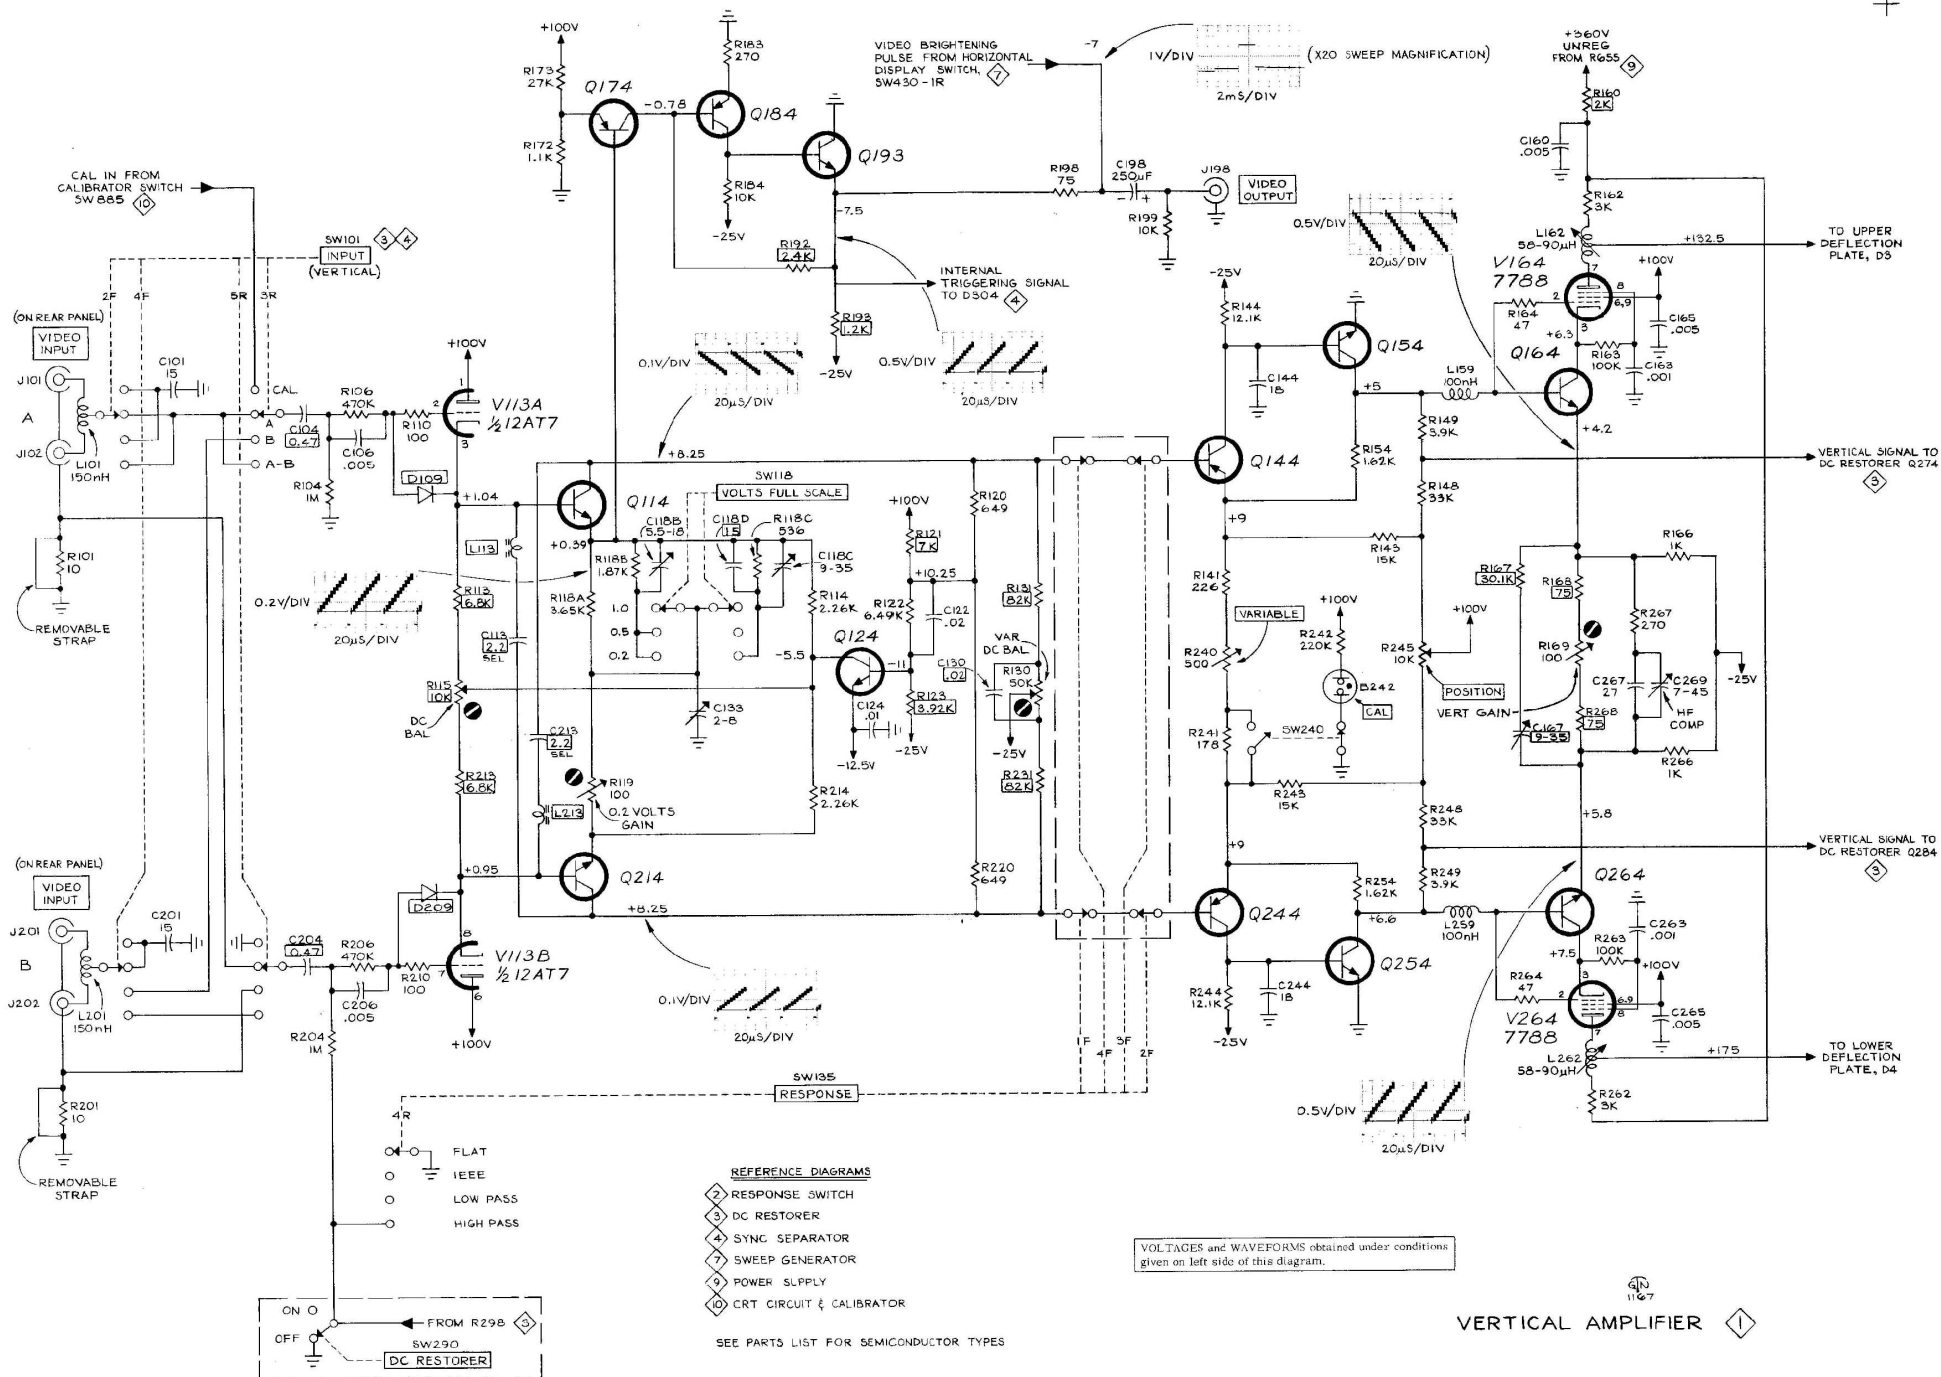 +100V
R173
27K
Q174
R172
1.1K
-0.78
R183
270
Q184
R184
10K
-25V
Q193
-7.5
R192
2.4K
R193
1.2K
-25V
INTERNAL
TRIGGERING SIGNAL
TO D304 4
VIDEO BRIGHTENING
PULSE FROM HORIZONTAL
DISPLAY SWITCH, 7
SW430-1R
-7
1V/DIV
(X20 SWEEP MAGNIFICATION)
2mS/DIV
R198
75
C198
250μF
- +
R199
10K
J198
VIDEO
OUTPUT
+360V
UNREG
FROM R655 9
R160
2K
C160
.005
R162
3K
L162
58-90μH
+132.5
TO UPPER
DEFLECTION
PLATE, D3
V164
7788
7
2
8
6,9
3
+100V
R164
47
C165
.005
+6.3
R163
100K
C163
.001
Q164
+4.2
0.5V/DIV
20μS/DIV
CAL IN FROM
CALIBRATOR SWITCH
SW885 10
SW101 3 4
INPUT
(VERTICAL)
2F
4F
5R
3R
(ON REAR PANEL)
VIDEO
INPUT
J101
A
J102
L101
150nH
C101
15
CAL
A
B
A-B
C104
0.47
R104
1M
R106
470K
C106
.005
R110
100
+100V
1
2
3
V113A
½ 12AT7
D109
+1.04
R101
10
REMOVABLE
STRAP
0.1V/DIV
20μS/DIV
0.5V/DIV
20μS/DIV
0.2V/DIV
20μS/DIV
+8.25
Q114
+0.39
L113
R113
6.8K
C113
2.2
SEL
R115
10K
DC
BAL
R213
6.8K
C213
2.2
SEL
L213
SW118
VOLTS FULL SCALE
C118B
5.5-18
C118D
15
R118C
536
C118C
9-35
R118B
1.87K
R118A
3.65K
1.0
0.5
0.2
C133
2-8
R119
100
0.2 VOLTS
GAIN
R114
2.26K
R214
2.26K
-5.5
Q124
C124
.01
-12.5V
-11
+100V
R121
7K
+10.25
R122
6.49K
C122
.02
R123
3.92K
-25V
R120
649
R131
82K
VAR
DC BAL
R130
50K
C130
.02
-25V
R231
82K
R220
649
+0.95
Q214
+8.25
D209
8
7
6
V113B
½ 12AT7
+100V
0.1V/DIV
20μS/DIV
(ON REAR PANEL)
VIDEO
INPUT
J201
B
J202
L201
150nH
C201
15
C204
0.47
R206
470K
C206
.005
R210
100
R204
1M
R201
10
REMOVABLE
STRAP
-25V
R144
12.1K
C144
18
Q154
+5
Q144
+9
R154
1.62K
L159
100nH
R149
3.9K
R148
33K
VERTICAL SIGNAL TO
DC RESTORER Q274
3
R143
15K
R141
226
VARIABLE
R240
500
+100V
R242
220K
B242
CAL
SW240
R241
178
R243
15K
+100V
R245
10K
POSITION
R248
33K
R249
3.9K
VERTICAL SIGNAL TO
DC RESTORER Q284
3
+9
Q244
R254
1.62K
+6.6
L259
100nH
Q254
R244
12.1K
-25V
C244
18
R166
1K
R167
30.1K
R168
75
R267
270
R169
100
VERT GAIN
C267
27
C269
7-45
HF
COMP
-25V
R268
75
C167
9-35
R266
1K
+5.8
Q264
+7.5
R263
100K
C263
.001
+100V
R264
47
2
3
6,9
8
7
C265
.005
V264
7788
L262
58-90μH
+175
TO LOWER
DEFLECTION
PLATE, D4
R262
3K
0.5V/DIV
20μS/DIV
1F
4F
3F
2F
SW135
RESPONSE
4R
FLAT
IEEE
LOW PASS
HIGH PASS
ON
OFF
FROM R298 3
SW290
DC RESTORER
REFERENCE DIAGRAMS
2 RESPONSE SWITCH
3 DC RESTORER
4 SYNC SEPARATOR
7 SWEEP GENERATOR
9 POWER SUPPLY
10 CRT CIRCUIT & CALIBRATOR
SEE PARTS LIST FOR SEMICONDUCTOR TYPES
VOLTAGES and WAVEFORMS obtained under conditions
given on left side of this diagram.
1167
VERTICAL AMPLIFIER 1